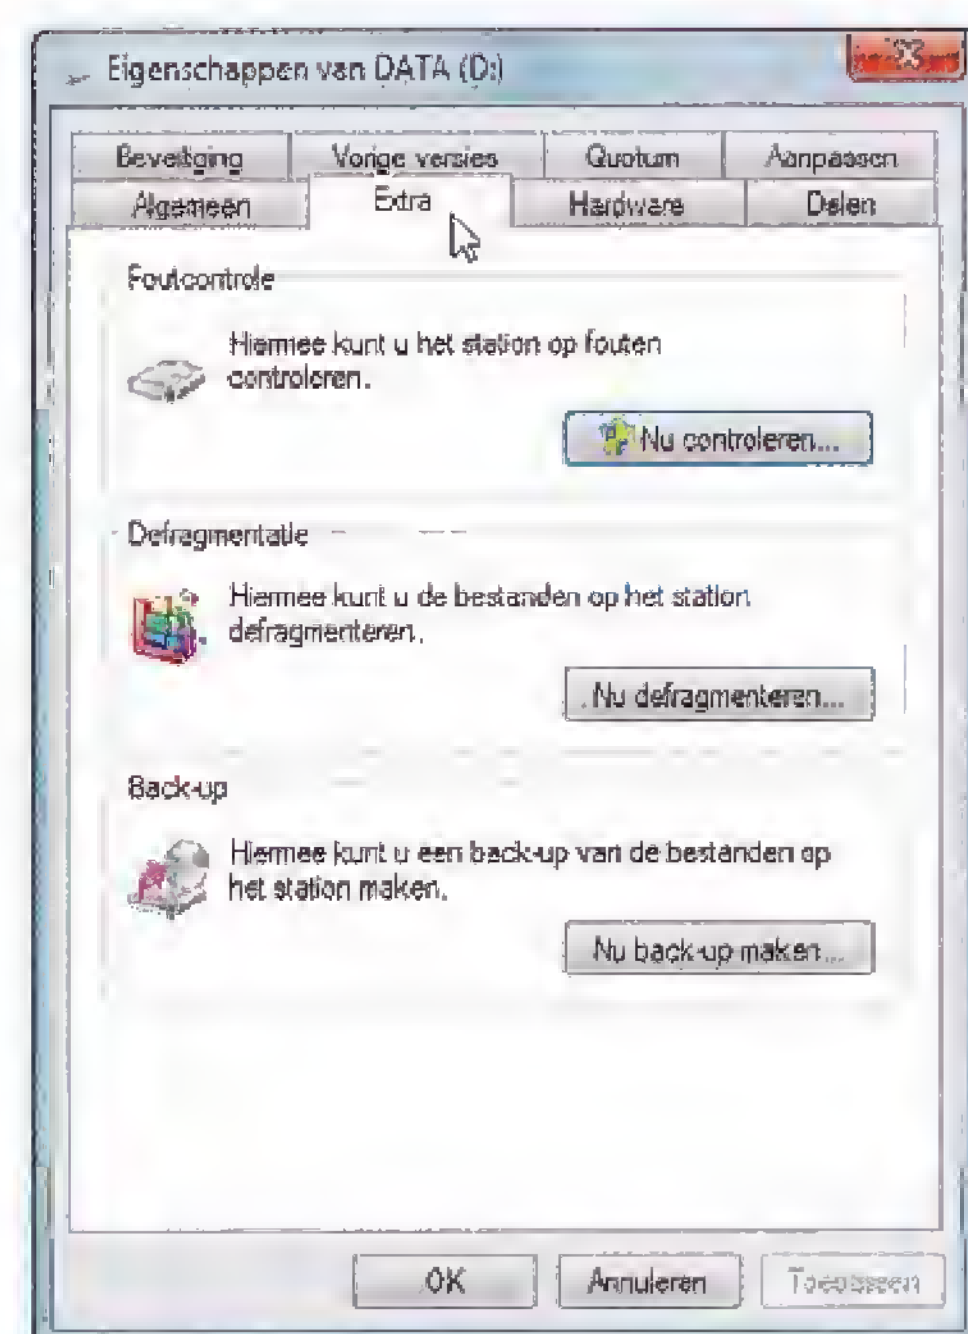 Eigenschappen van DATA (D:)
Beveiliging Vorige versies Quotum Aanpassen
Algemeen Extra Hardware Delen
Foutcontrole
Hiermee kunt u het station op fouten
controleren.
Nu controleren...
Defragmentatie
Hiermee kunt u de bestanden op het station
defragmenteren.
Nu defragmenteren...
Back-up
Hiermee kunt u een back-up van de bestanden op
het station maken.
Nu back-up maken...
OK Annuleren Toepassen